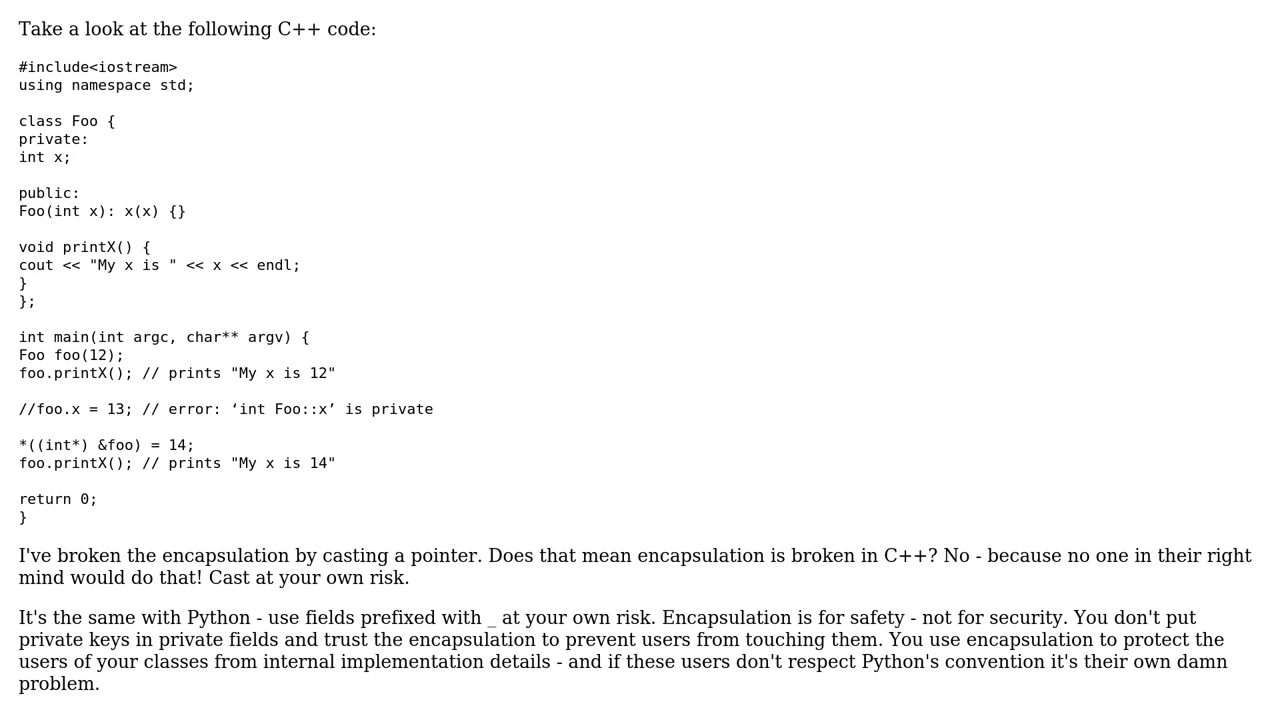 Take a look at the following C++ code:
#include<iostream>
using namespace std;
class Foo {
private:
int x;
public:
Foo(int x): x(x) {}
void printX() {
cout << "My x is " << x << endl;
}
};
int main(int argc, char** argv) {
Foo foo(12);
foo.printX(); // prints "My x is 12"
//foo.x = 13; // error: ‘int Foo::x’ is private
*((int*) &foo) = 14;
foo.printX(); // prints "My x is 14"
return 0;
}
I've broken the encapsulation by casting a pointer. Does that mean encapsulation is broken in C++? No - because no one in their right
mind would do that! Cast at your own risk.
It's the same with Python - use fields prefixed with _ at your own risk. Encapsulation is for safety - not for security. You don't put
private keys in private fields and trust the encapsulation to prevent users from touching them. You use encapsulation to protect the
users of your classes from internal implementation details - and if these users don't respect Python's convention it's their own damn
problem.